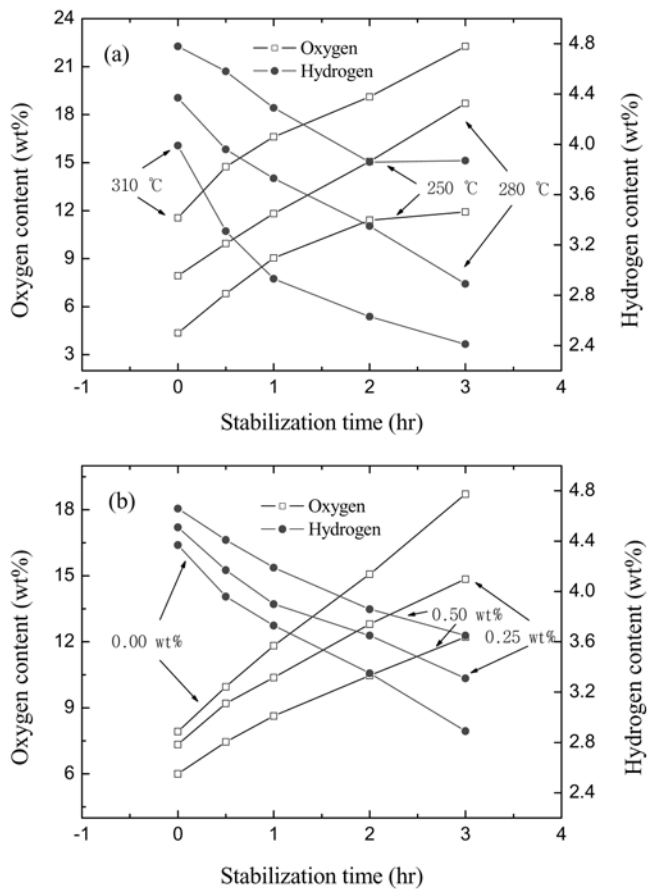 (a)
Oxygen
Hydrogen
24
21
18
15
12
9
6
3
4.8
4.4
4.0
3.6
3.2
2.8
2.4
Oxygen content (wt%)
Hydrogen content (wt%)
310 ℃
250 ℃
280 ℃
-1 0 1 2 3 4
Stabilization time (hr)
(b)
Oxygen
Hydrogen
18
15
12
9
6
4.8
4.4
4.0
3.6
3.2
2.8
2.4
Oxygen content (wt%)
Hydrogen content (wt%)
0.00 wt%
0.50 wt%
0.25 wt%
-1 0 1 2 3 4
Stabilization time (hr)